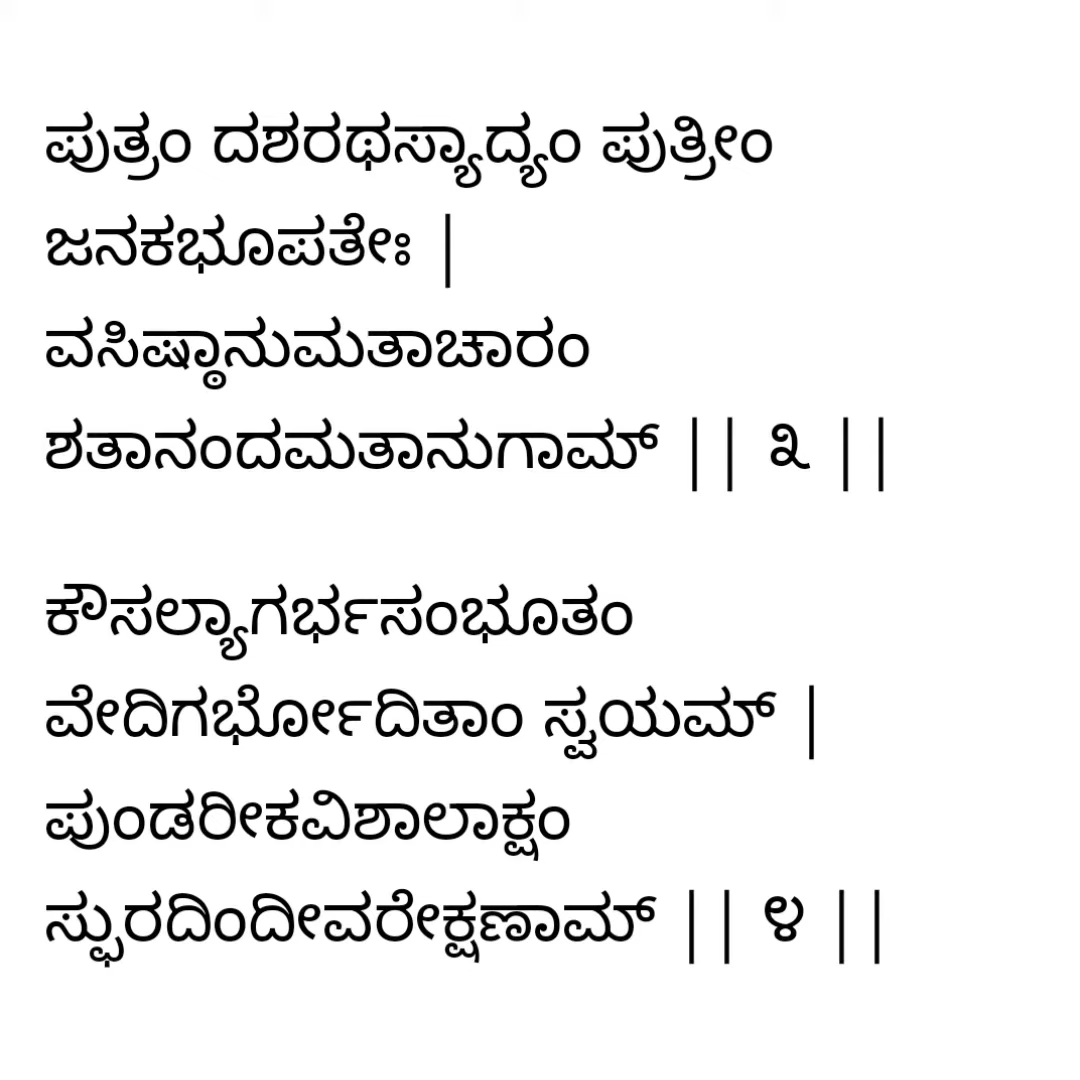 ಪುತ್ರಂ ದಶರಥಸ್ಯಾದ್ಯಂ ಪುತ್ರೀಂ
ಜನಕಭೂಪತೇಃ |
ವಸಿಷ್ಠಾನುಮತಾಚಾರಂ
ಶತಾನಂದಮತಾನುಗಾಮ್ || ೩ ||
ಕೌಸಲ್ಯಾಗರ್ಭಸಂಭೂತಂ
ವೇದಿಗರ್ಭೋದಿತಾಂ ಸ್ವಯಮ್ |
ಪುಂಡರೀಕವಿಶಾಲಾಕ್ಷಂ
ಸ್ಫುರದಿಂದೀವರೇಕ್ಷಣಾಮ್ || ೪ ||